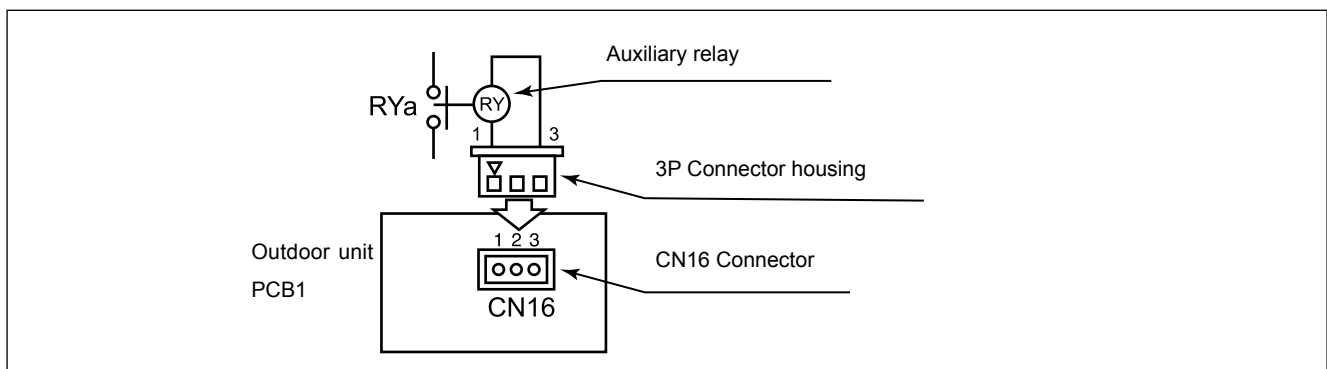 Auxiliary relay
RYa
RY
1 3
3P Connector housing
1 2 3
Outdoor unit
PCB1
CN16 Connector
CN16